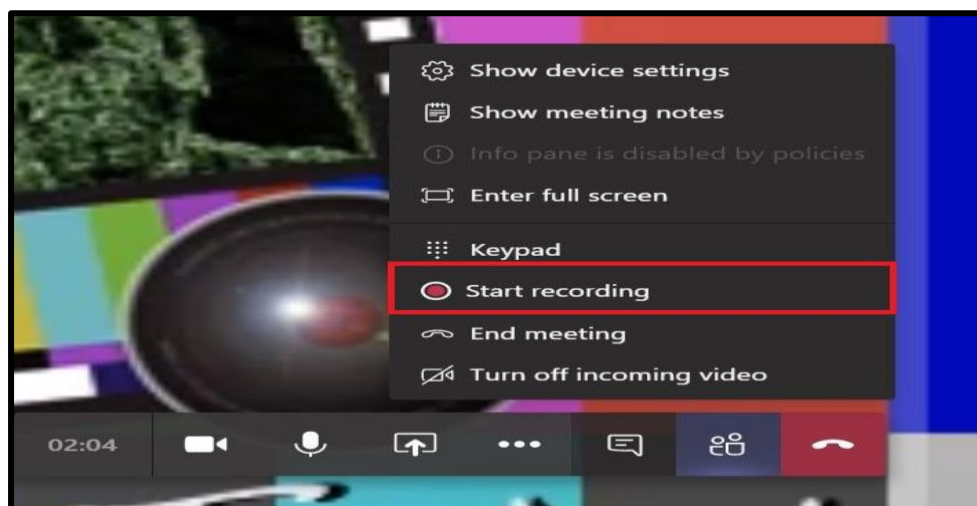 Show device settings
Show meeting notes
Info pane is disabled by policies
Enter full screen
Keypad
Start recording
End meeting
Turn off incoming video
02:04